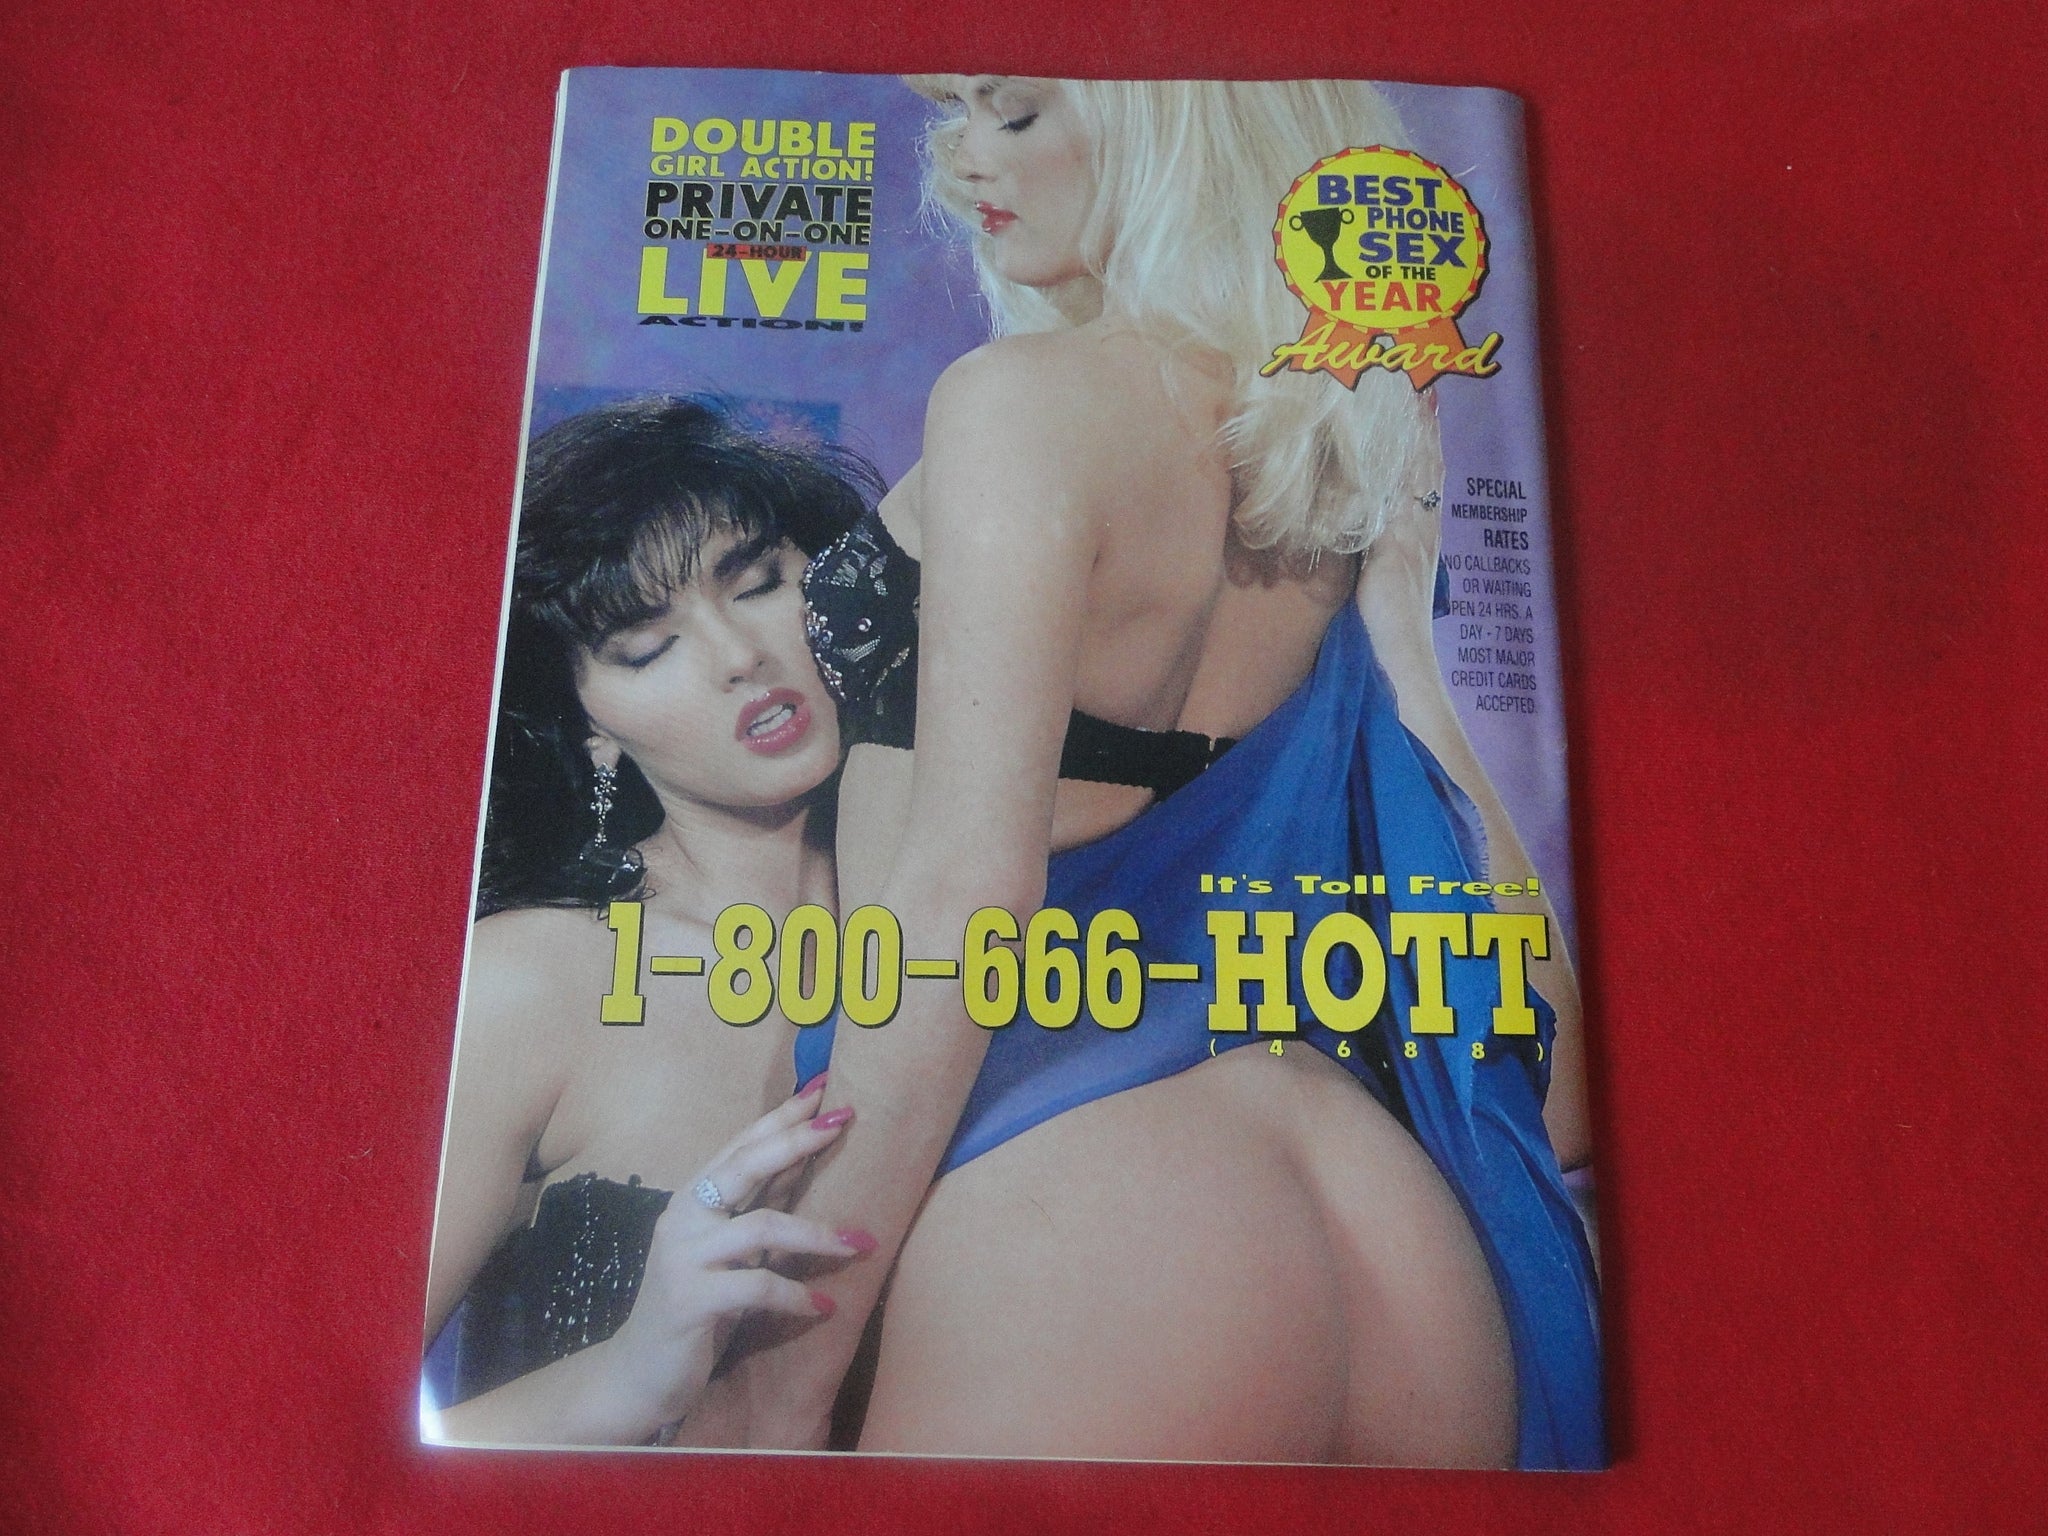 DOUBLE
GIRL ACTION!
PRIVATE
ONE-ON-ONE
24-HOUR
LIVE
ACTION!
BEST
PHONE
SEX
OF THE
YEAR
Award
SPECIAL
MEMBERSHIP
RATES
NO CALLBACKS
OR WAITING
PEN 24 HRS. A
DAY - 7 DAYS
MOST MAJOR
CREDIT CARDS
ACCEPTED.
It's Toll Free!
1-800-666-HOTT
(4688)